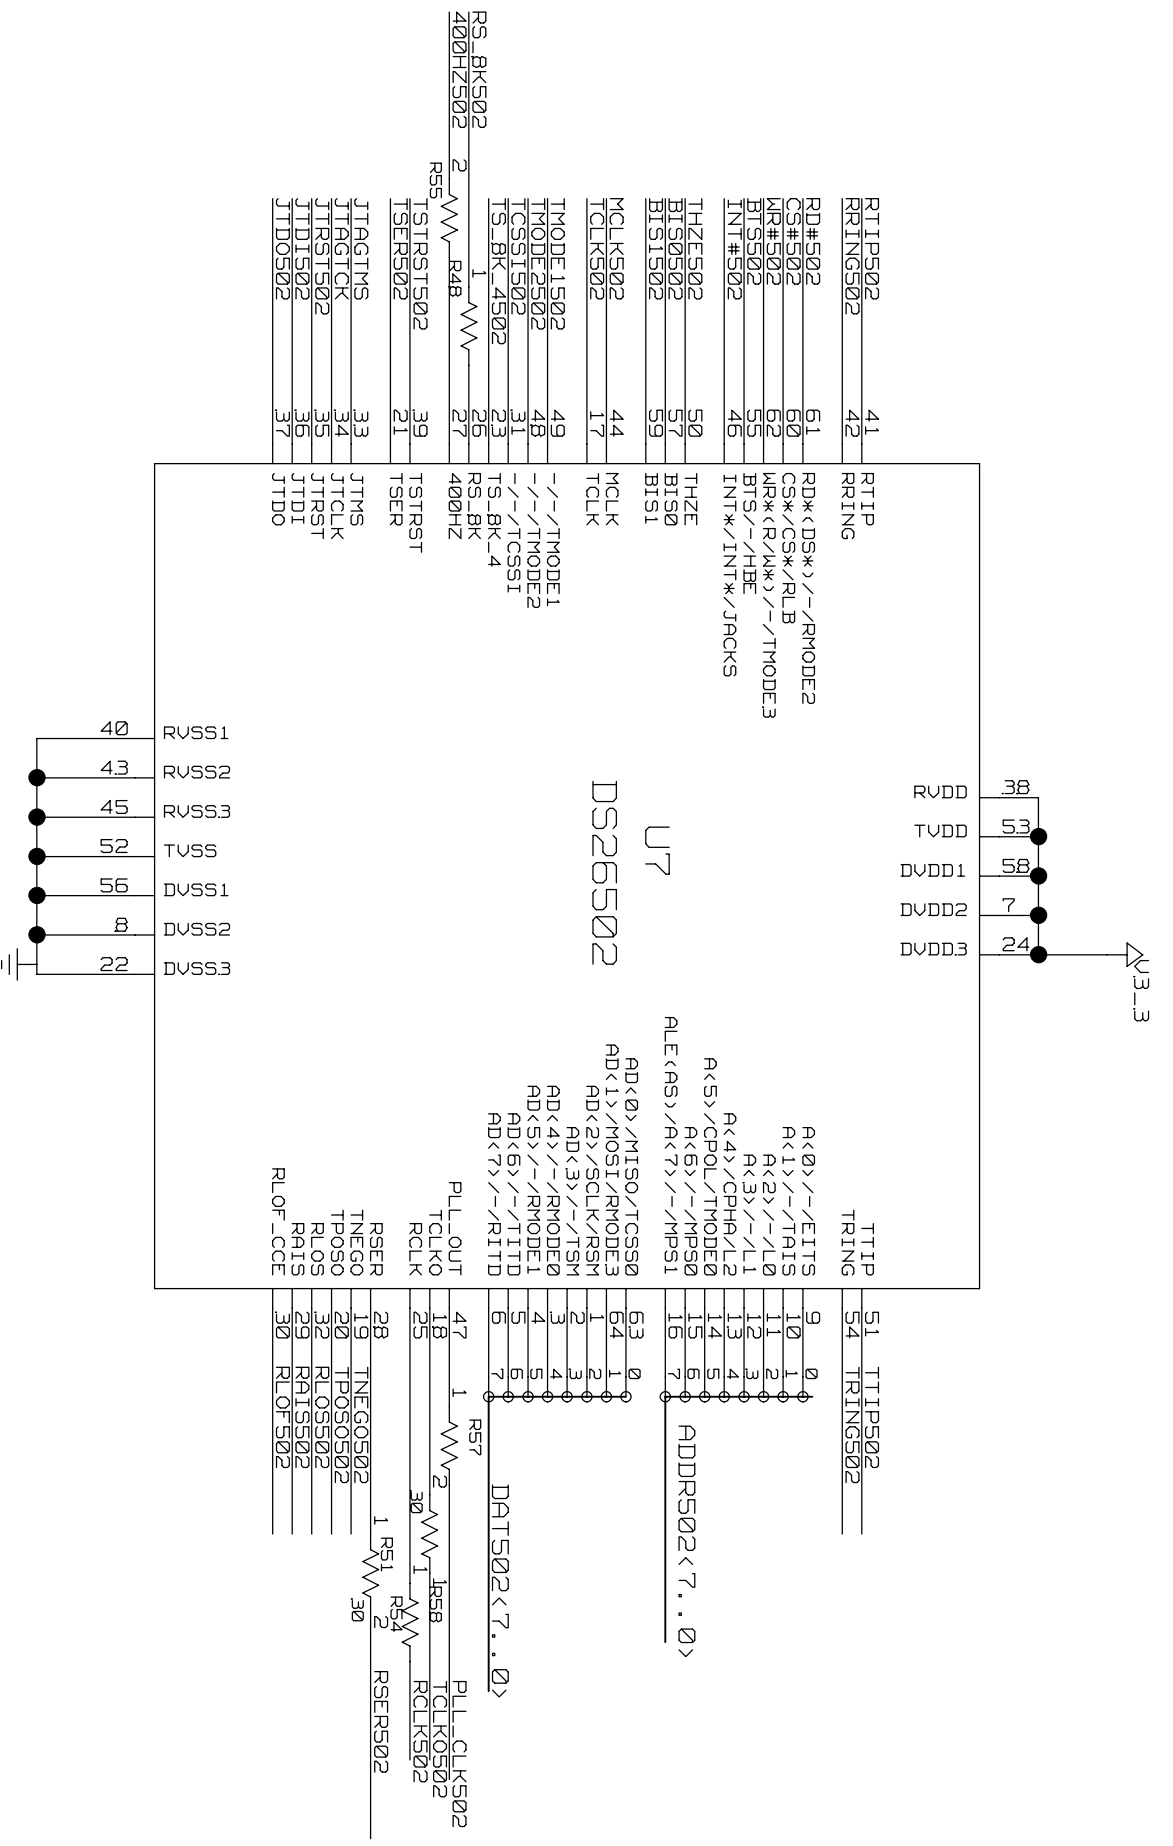 RS_8K502
400HZ502
2
R55
1
R48
RTIP502 41 RTIP
RRING502 42 RRING
RD#502 61 RD*(DS*)/-/RMODE2
CS#502 60 CS*/CS*/RLB
WR#502 62 WR*(R/W*)/-/TMODE3
BTS502 55 BTS/-/HBE
INT#502 46 INT*/INT*/JACKS
THZE502 50 THZE
BIS0502 57 BIS0
BIS1502 59 BIS1
MCLK502 44 MCLK
TCLK502 17 TCLK
TMODE1502 49 -/-/TMODE1
TMODE2502 48 -/-/TMODE2
TCSSI502 31 -/-/TCSSI
TS_8K_4502 23 TS_8K_4
26 RS_8K
27 400HZ
TSTRST502 39 TSTRST
TSER502 21 TSER
JTAGTMS 33 JTMS
JTAGTCK 34 JTCLK
JTRST502 35 JTRST
JTDI502 36 JTDI
JTDO502 37 JTDO
U7
DS26502
V3_3
RVDD 38
TVDD 53
DVDD1 58
DVDD2 7
DVDD3 24
40 RVSS1
43 RVSS2
45 RVSS3
52 TVSS
56 DVSS1
8 DVSS2
22 DVSS3
TTIP 51 TTIP502
TRING 54 TRING502
A<0>/-/EITS 9 0
A<1>/-/TAIS 10 1
A<2>/-/L0 11 2
A<3>/-/L1 12 3
A<4>/CPHA/L2 13 4
A<5>/CPOL/TMODE0 14 5
A<6>/-/MPS0 15 6
ALE(AS)/A<7>/-/MPS1 16 7
ADDR502<7..0>
AD<0>/MISO/TCSS0 63 0
AD<1>/MOSI/RMODE3 64 1
AD<2>/SCLK/RSM 1 2
AD<3>/-/TSM 2 3
AD<4>/-/RMODE0 3 4
AD<5>/-/RMODE1 4 5
AD<6>/-/TITD 5 6
AD<7>/-/RITD 6 7
DAT502<7..0>
PLL_OUT 47 1 R57 2 PLL_CLK502
TCLKO 18 30 1 R58 TCLKO502
RCLK 25 1 R54 RCLK502
RSER 28 1 R51 30 2 RSER502
TNEGO 19 TNEGO502
TPOSO 20 TPOSO502
RLOS 32 RLOS502
RAIS 29 RAIS502
RLOF_CCE 30 RLOF502